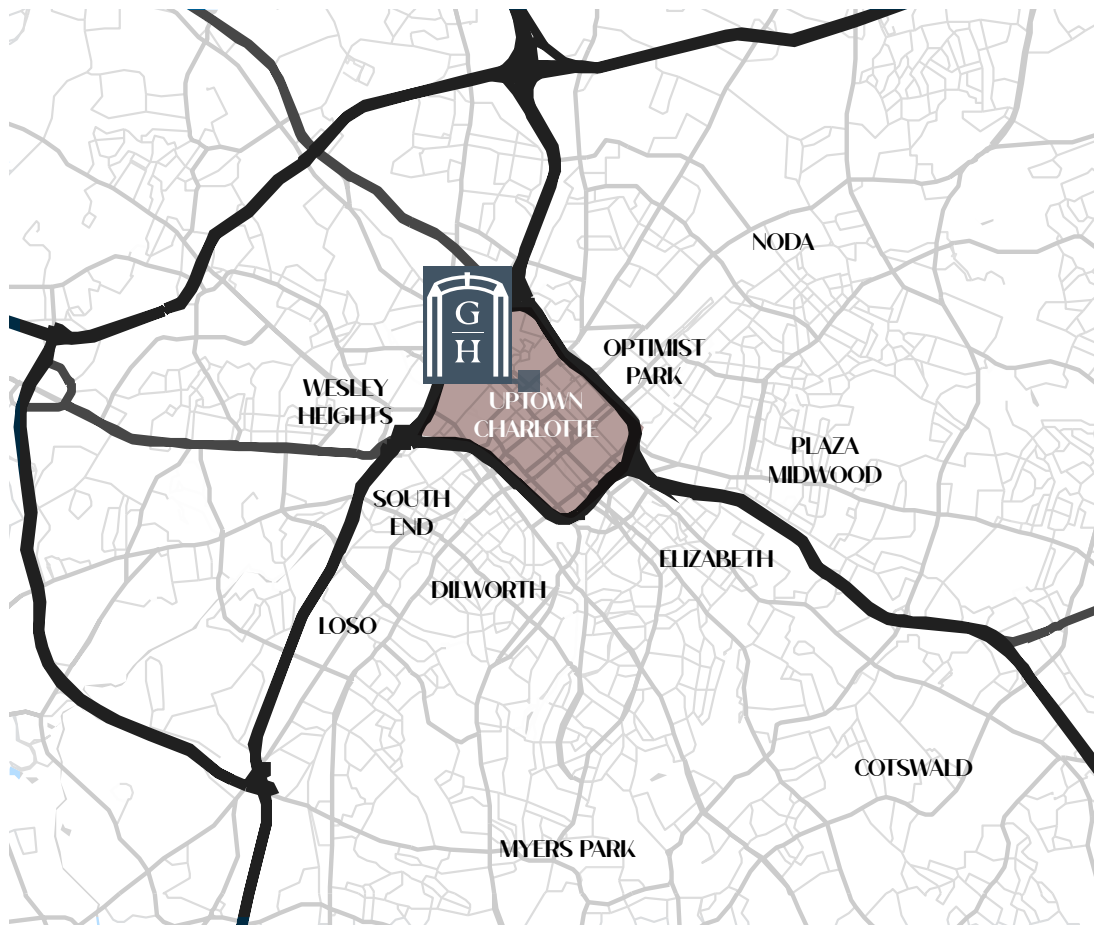 NODA
G
H
OPTIMIST
PARK
WESLEY
HEIGHTS
UPTOWN
CHARLOTTE
PLAZA
MIDWOOD
SOUTH
END
ELIZABETH
DILWORTH
LOSO
COTSWALD
MYERS PARK